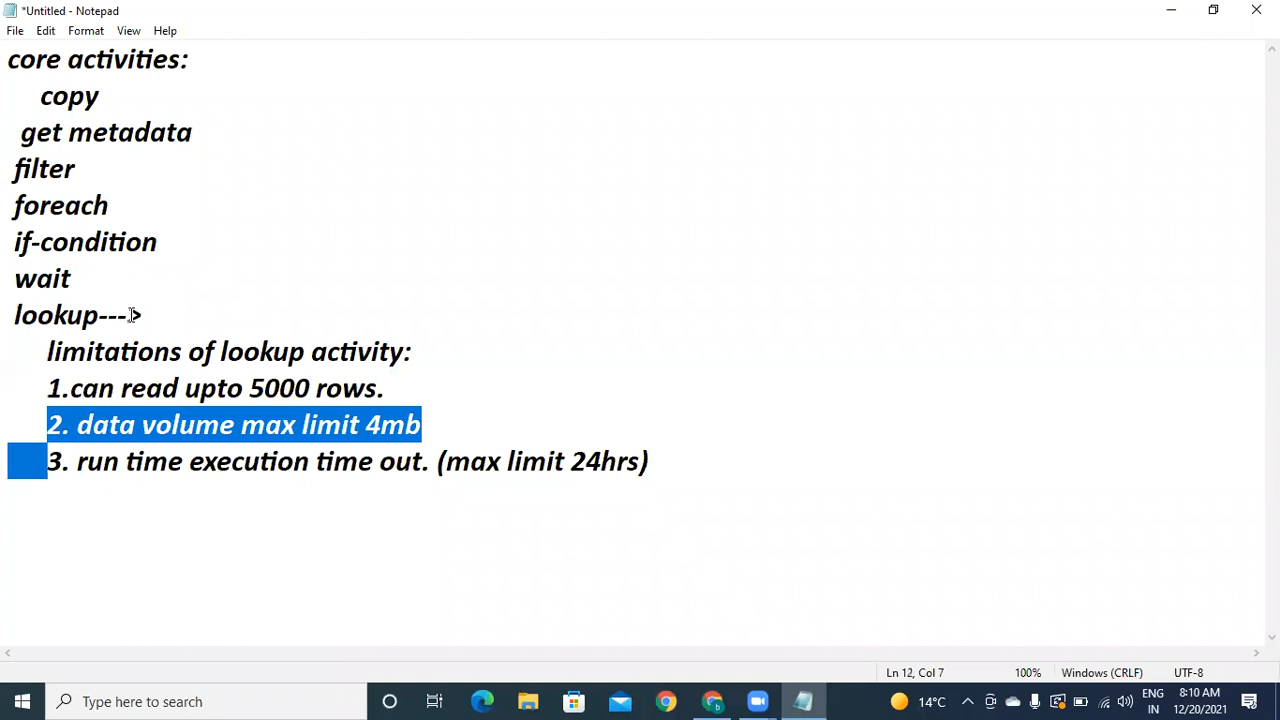 *Untitled - Notepad
File Edit Format View Help
core activities:
copy
get metadata
filter
foreach
if-condition
wait
lookup--->
limitations of lookup activity:
1.can read upto 5000 rows.
2. data volume max limit 4mb
3. run time execution time out. (max limit 24hrs)
Ln 12, Col 7 100% Windows (CRLF) UTF-8
Type here to search
14°C
ENG
IN
8:10 AM
12/20/2021